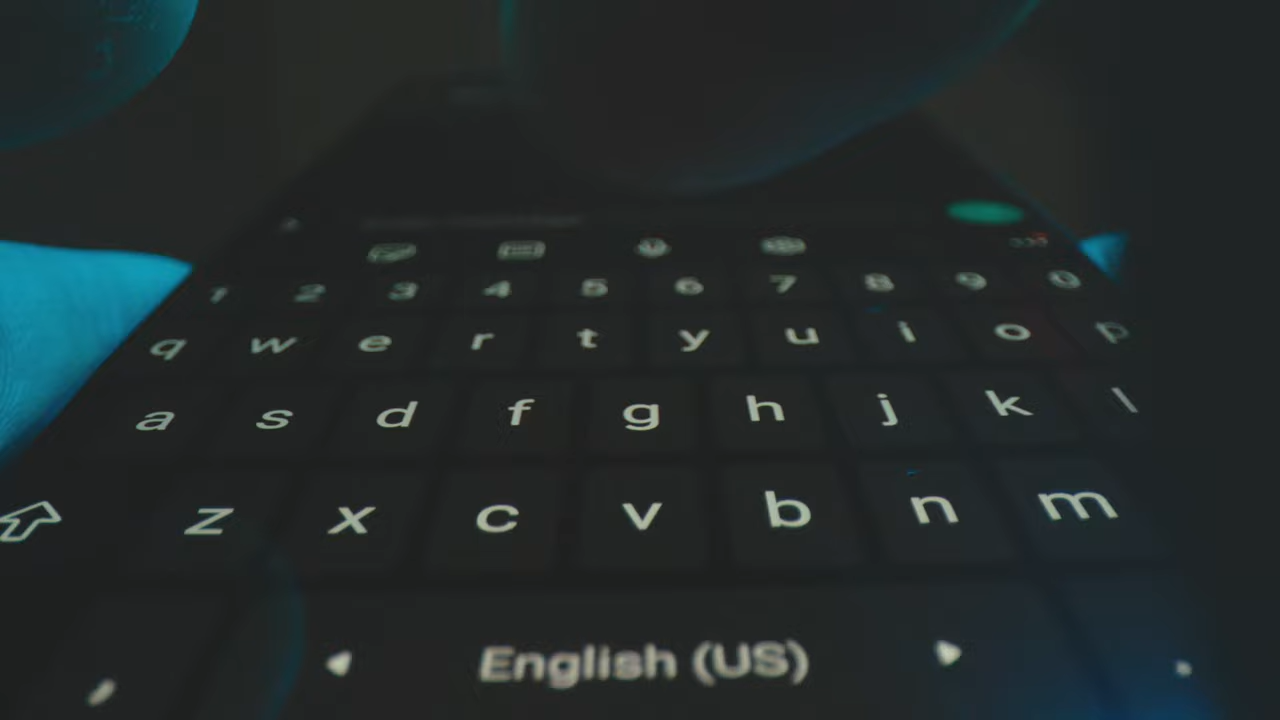 1 2 3 4 5 6 7 8 9 0
q w e r t y u i o p
a s d f g h j k l
z x c v b n m
, English (US) .